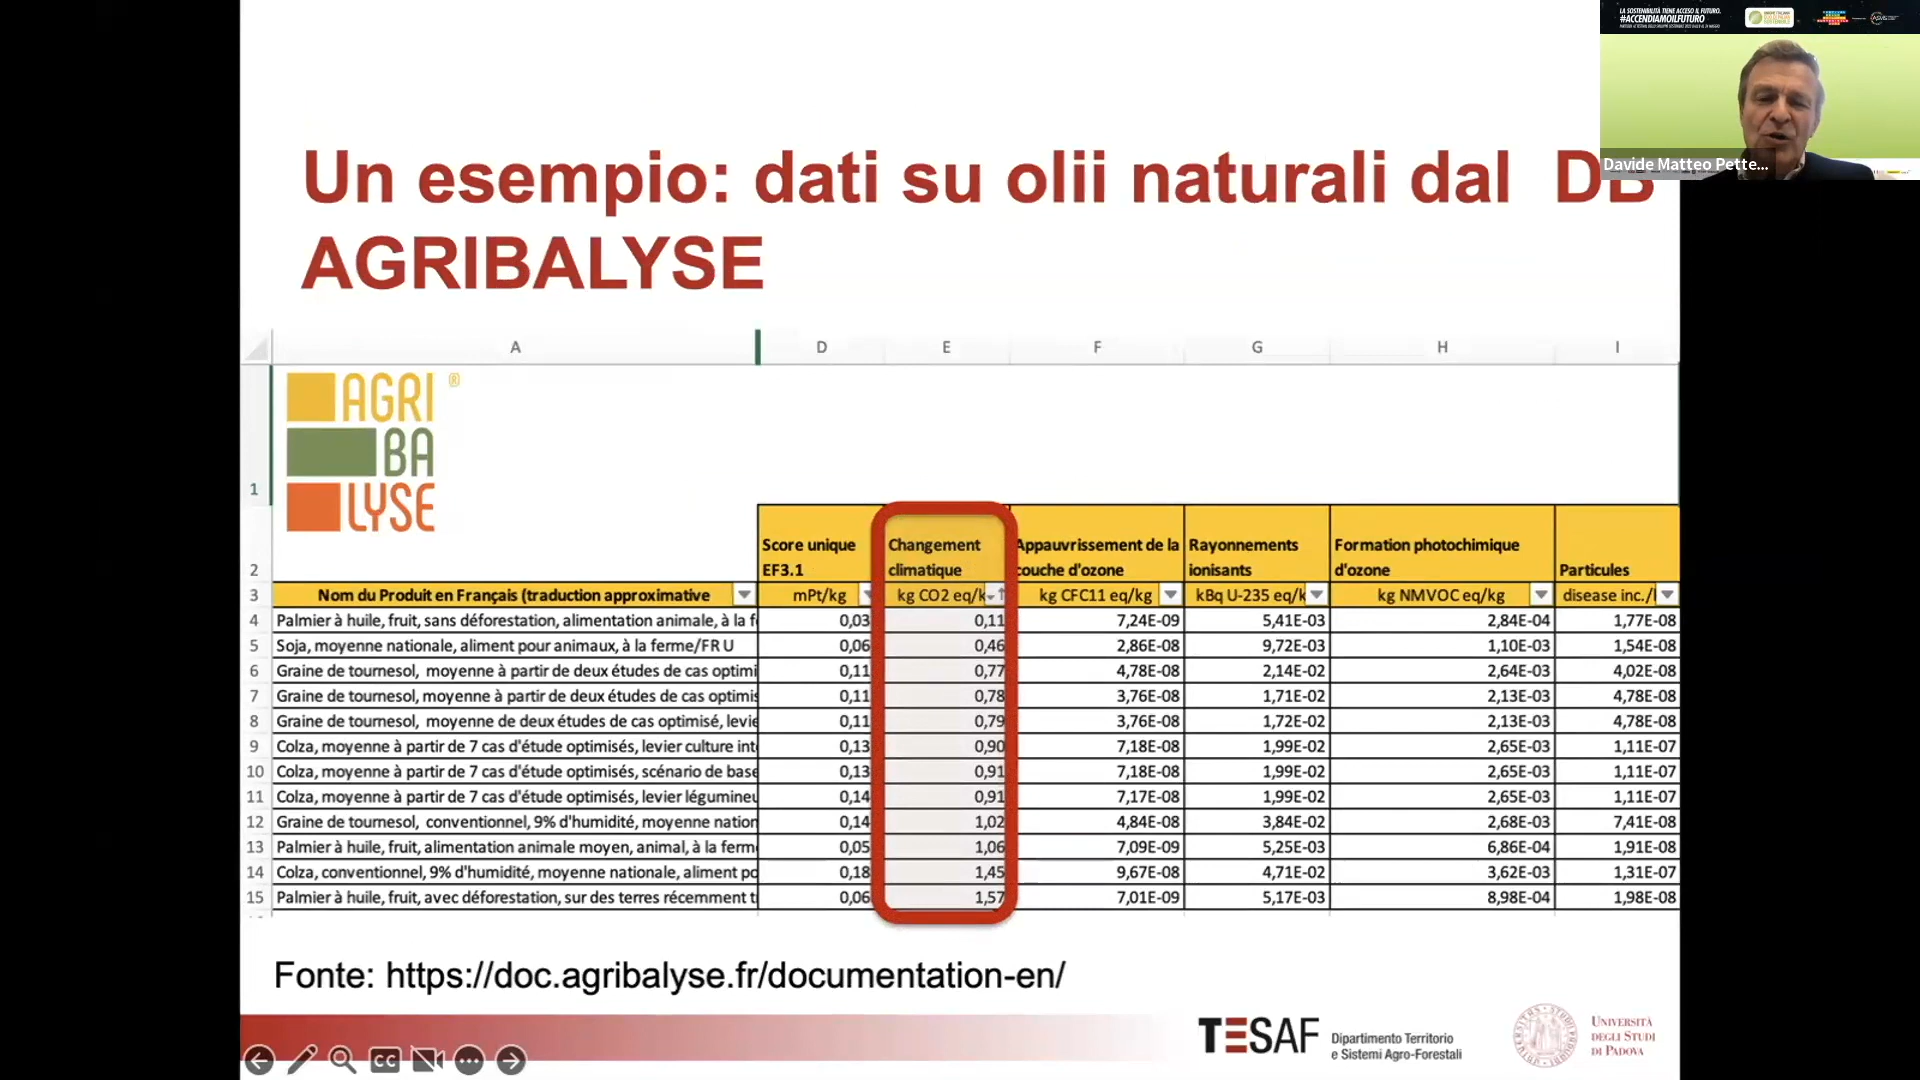 LA SOSTENIBILITÀ TIENE ACCESO IL FUTURO.
#ACCENDIAMOILFUTURO
Davide Matteo Pette...
Un esempio: dati su olii naturali dal DB
AGRIBALYSE
A D E F G H I
AGRI ®
BA
LYSE
1
2 Score unique EF3.1 Changement climatique Appauvrissement de la couche d'ozone Rayonnements ionisants Formation photochimique d'ozone Particules
3 Nom du Produit en Français (traduction approximative mPt/kg kg CO2 eq/k kg CFC11 eq/kg kBq U-235 eq/k kg NMVOC eq/kg disease inc./
4 Palmier à huile, fruit, sans déforestation, alimentation animale, à la f 0,03 0,11 7,24E-09 5,41E-03 2,84E-04 1,77E-08
5 Soja, moyenne nationale, aliment pour animaux, à la ferme/FR U 0,06 0,46 2,86E-08 9,72E-03 1,10E-03 1,54E-08
6 Graine de tournesol, moyenne à partir de deux études de cas optimi 0,11 0,77 4,78E-08 2,14E-02 2,64E-03 4,02E-08
7 Graine de tournesol, moyenne à partir de deux études de cas optimis 0,11 0,78 3,76E-08 1,71E-02 2,13E-03 4,78E-08
8 Graine de tournesol, moyenne de deux études de cas optimisé, levie 0,11 0,79 3,76E-08 1,72E-02 2,13E-03 4,78E-08
9 Colza, moyenne à partir de 7 cas d'étude optimisés, levier culture int 0,13 0,90 7,18E-08 1,99E-02 2,65E-03 1,11E-07
10 Colza, moyenne à partir de 7 cas d'étude optimisés, scénario de base 0,13 0,91 7,18E-08 1,99E-02 2,65E-03 1,11E-07
11 Colza, moyenne à partir de 7 cas d'étude optimisés, levier légumineu 0,14 0,91 7,17E-08 1,99E-02 2,65E-03 1,11E-07
12 Graine de tournesol, conventionnel, 9% d'humidité, moyenne nation 0,14 1,02 4,84E-08 3,84E-02 2,68E-03 7,41E-08
13 Palmier à huile, fruit, alimentation animale moyen, animal, à la ferm 0,05 1,06 7,09E-09 5,25E-03 6,86E-04 1,91E-08
14 Colza, conventionnel, 9% d'humidité, moyenne nationale, aliment po 0,18 1,45 9,67E-08 4,71E-02 3,62E-03 1,31E-07
15 Palmier à huile, fruit, avec déforestation, sur des terres récemment t 0,06 1,57 7,01E-09 5,17E-03 8,98E-04 1,98E-08
Fonte: https://doc.agribalyse.fr/documentation-en/
TESAF Dipartimento Territorio
e Sistemi Agro-Forestali
UNIVERSITÀ
DEGLI STUDI
DI PADOVA
CC